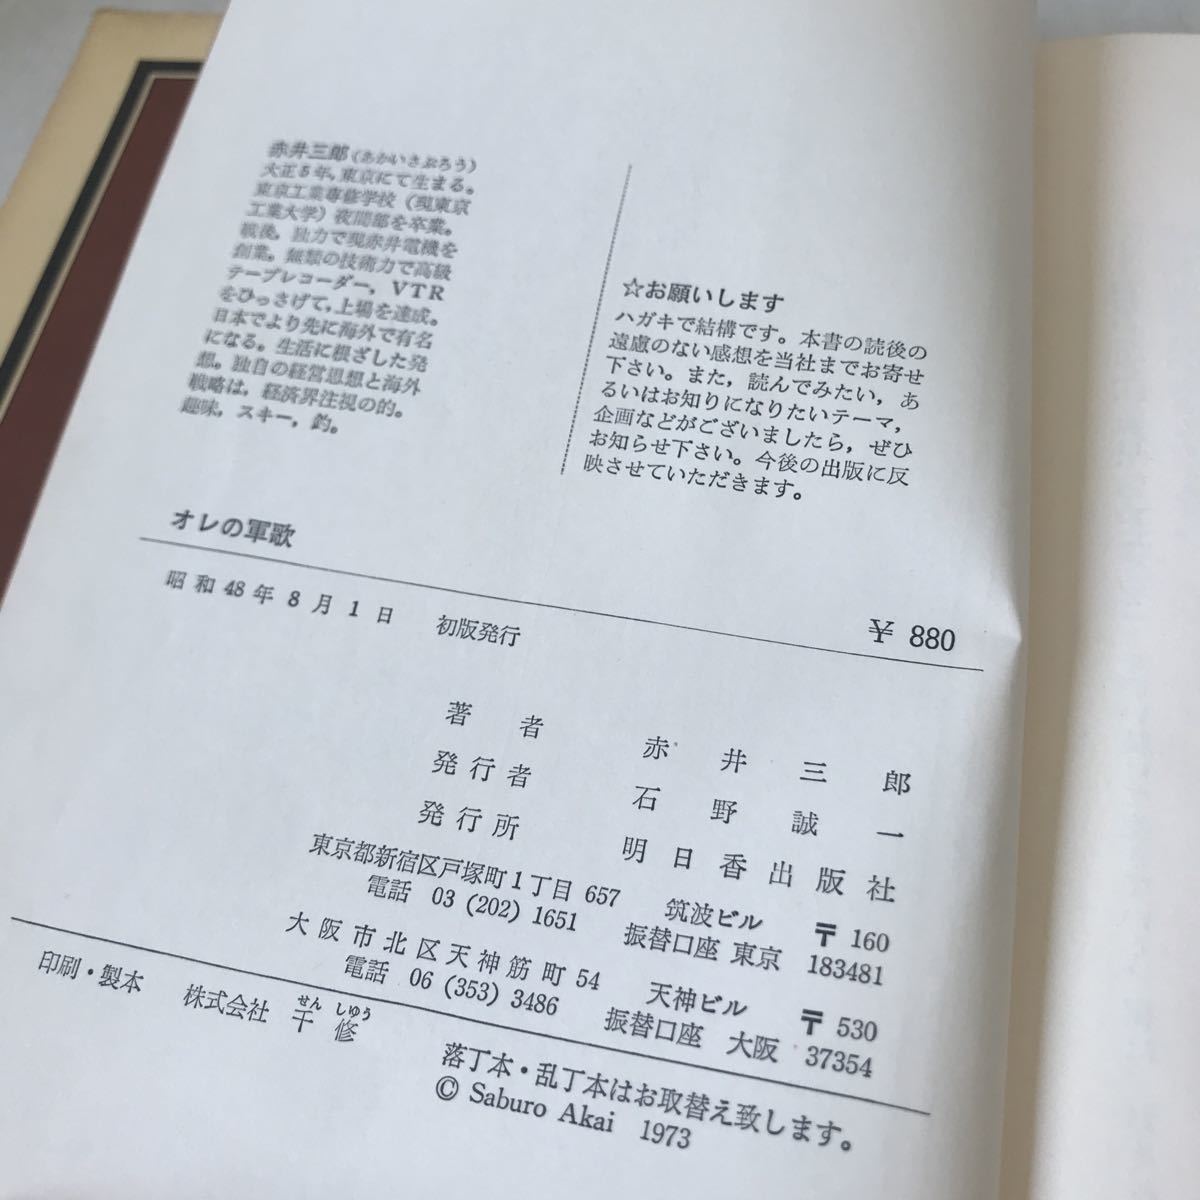 赤井三郎(あかいさぶろう)
大正5年,東京にて生まる。
東京工業専修学校(現東京
工業大学)夜間部を卒業。
戦後,独力で現赤井電機を
創業。無類の技術力で高級
テープレコーダー,VTR
をひっさげて,上場を達成。
日本でより先に海外で有名
になる。生活に根ざした発
想。独自の経営思想と海外
戦略は,経済界注視の的。
趣味,スキー,釣。
☆お願いします
ハガキで結構です。本書の読後の
遠慮のない感想を当社までお寄せ
下さい。また,読んでみたい,あ
るいはお知りになりたいテーマ,
企画などがございましたら,ぜひ
お知らせ下さい。今後の出版に反
映させていただきます。
オレの軍歌
昭和48年8月1日 初版発行
¥ 880
著者 赤井三郎
発行者 石野誠一
発行所 明日香出版社
東京都新宿区戸塚町1丁目657 筑波ビル 〒160
電話 03 (202) 1651 振替口座 東京 183481
大阪市北区天神筋町54 天神ビル 〒530
電話 06 (353) 3486 振替口座 大阪 37354
印刷・製本 株式会社 千修
せん しゆう
落丁本・乱丁本はお取替え致します。
© Saburo Akai 1973